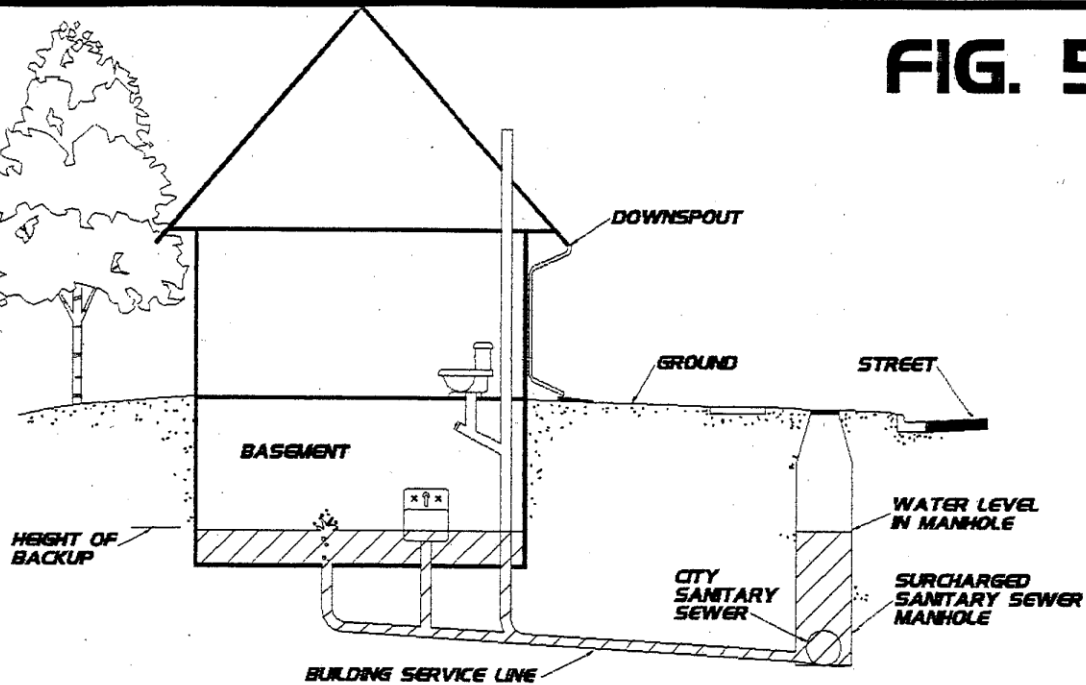 FIG. 5
DOWNSPOUT
GROUND
STREET
BASEMENT
HEIGHT OF
BACKUP
WATER LEVEL
IN MANHOLE
CITY
SANITARY
SEWER
SURCHARGED
SANITARY SEWER
MANHOLE
BUILDING SERVICE LINE